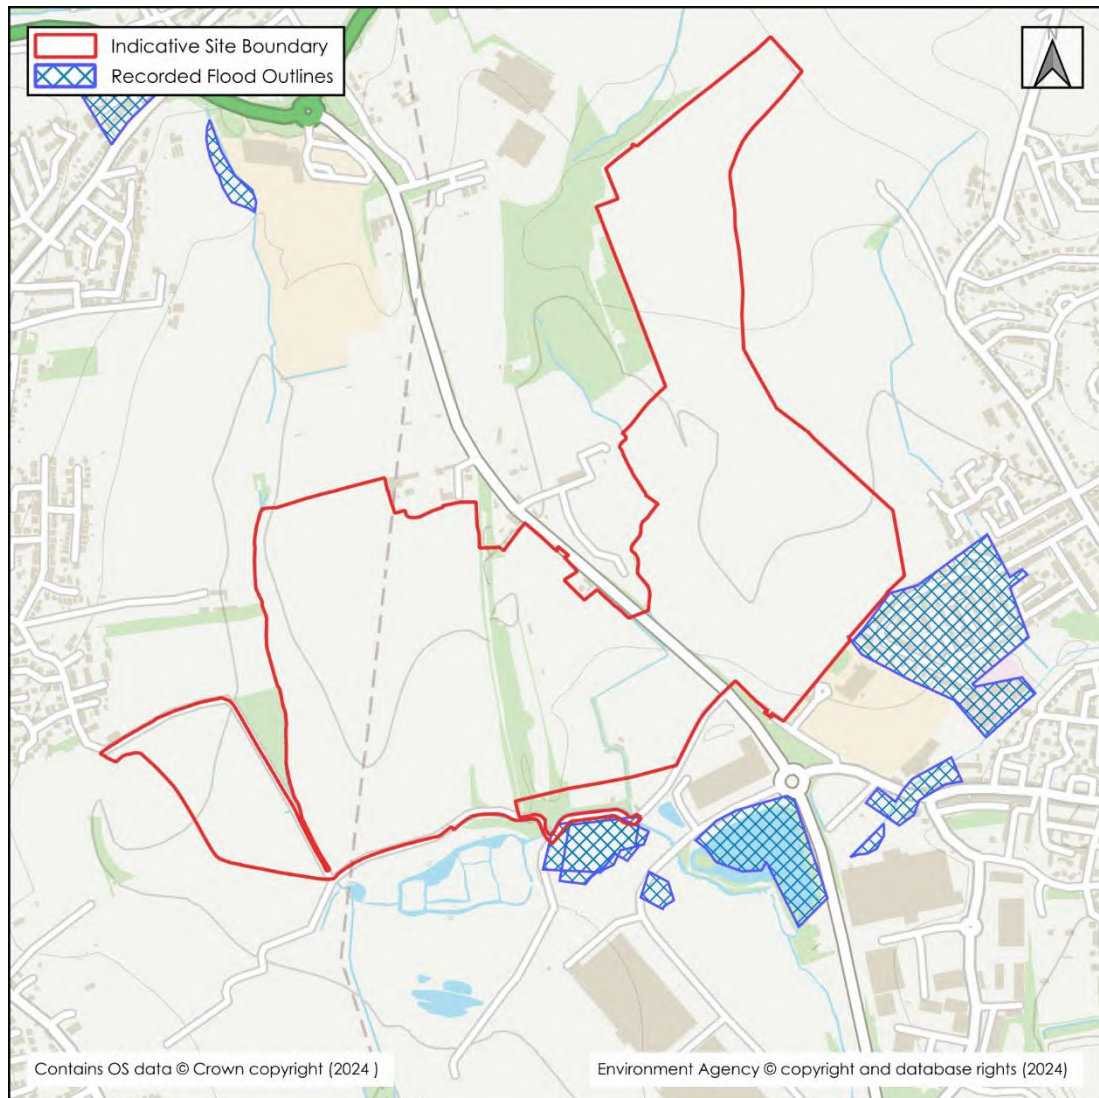 Indicative Site Boundary
Recorded Flood Outlines
N
Contains OS data © Crown copyright (2024 )
Environment Agency © copyright and database rights (2024)